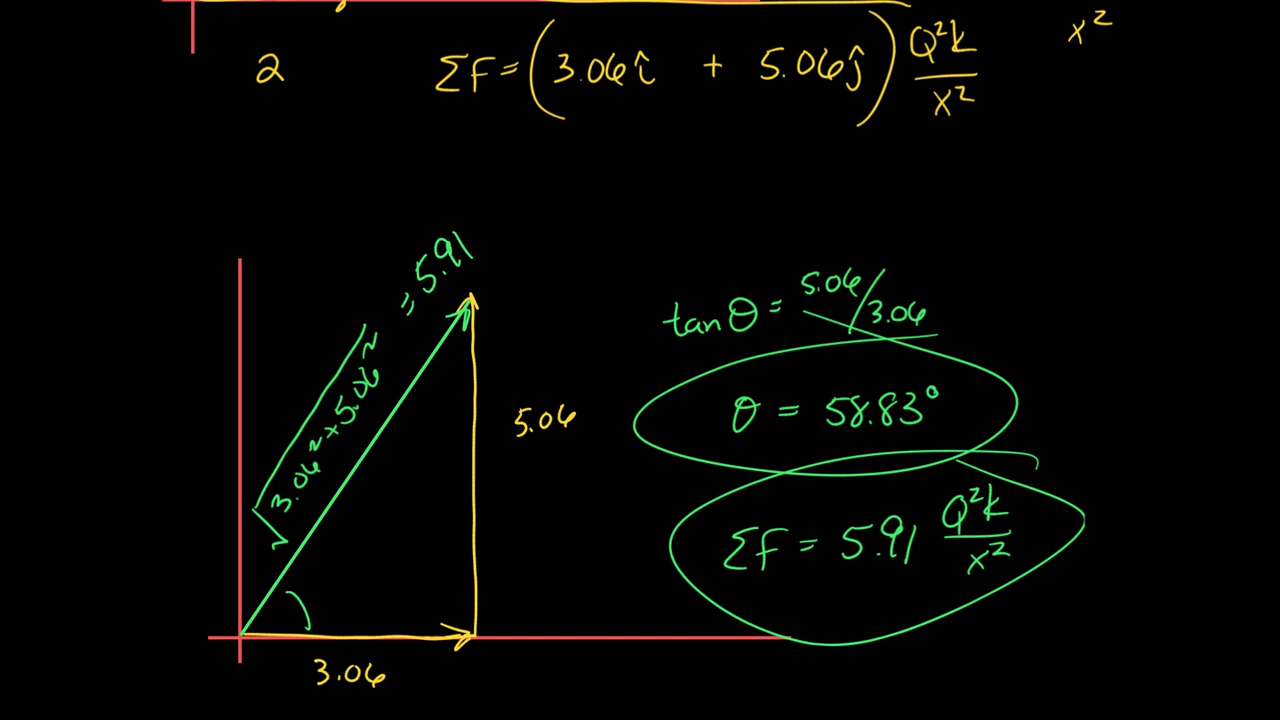 x²
2 ΣF = (3.06î + 5.06ĵ) Q²k/x²
= 5.91
√3.06² + 5.06²
tanθ = 5.06/3.06
5.06
θ = 58.83°
ΣF = 5.91 Q²k/x²
3.06